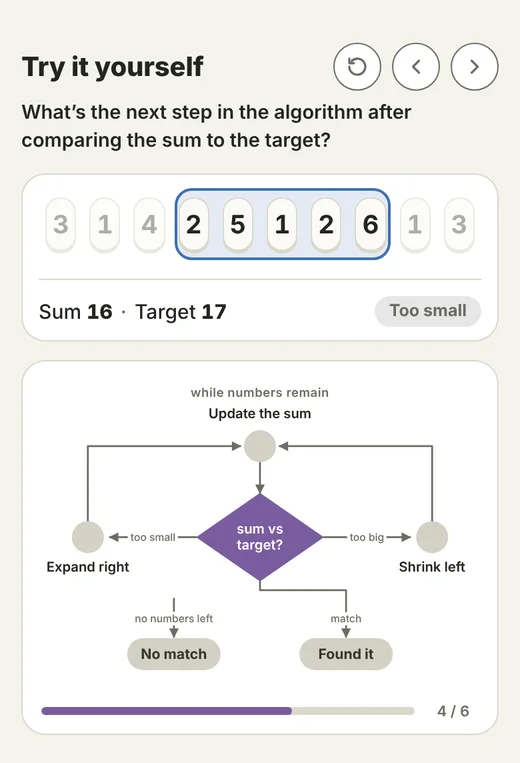 Try it yourself
What’s the next step in the algorithm after
comparing the sum to the target?
3 1 4 2 5 1 2 6 1 3
Sum 16 · Target 17 Too small
while numbers remain
Update the sum
too small
sum vs
target?
too big
Expand right
Shrink left
no numbers left
match
No match
Found it
4 / 6